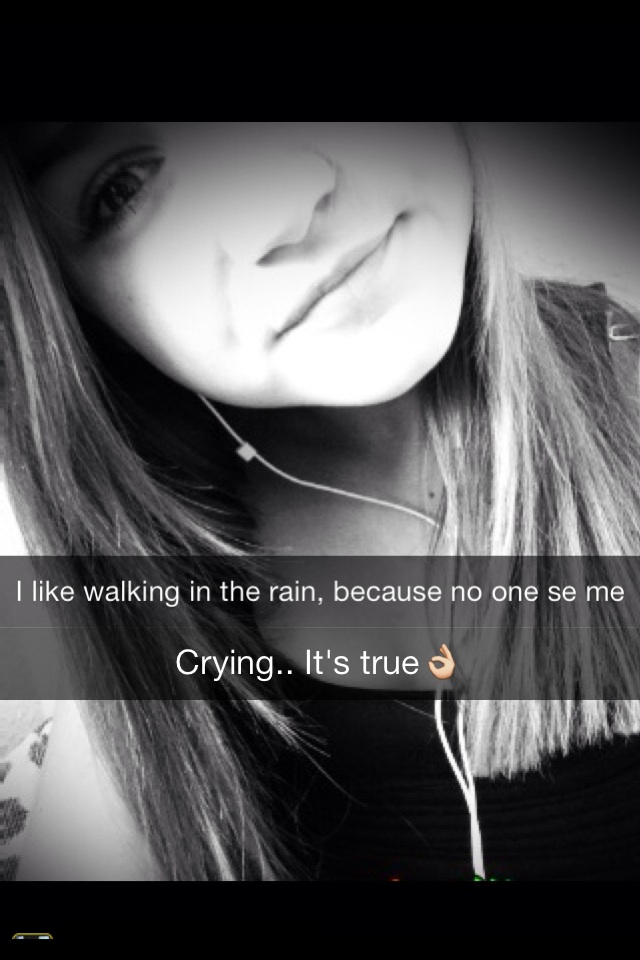 I like walking in the rain, because no one se me
Crying.. It's true👌